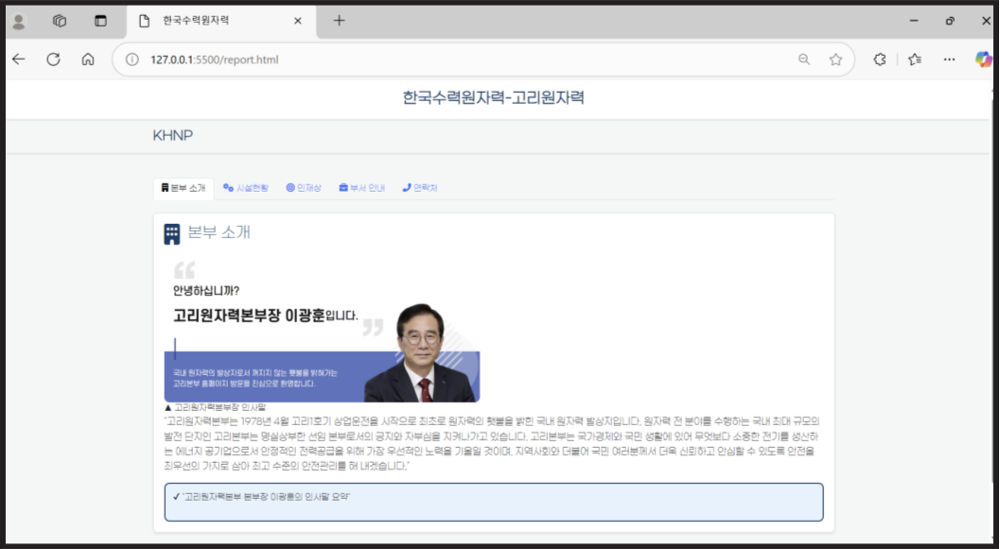 한국수력원자력
127.0.0.1:5500/report.html
한국수력원자력-고리원자력
KHNP
본부 소개 시설현황 인재상 부서 안내 연락처
본부 소개
안녕하십니까?
고리원자력본부장 이광훈입니다.
국내 원자력의 발상지로서 꺼지지 않는 횃불을 밝혀가는
고리본부 홈페이지 방문을 진심으로 환영합니다.
▲ 고리원자력본부장 인사말
"고리원자력본부는 1978년 4월 고리1호기 상업운전을 시작으로 최초로 원자력의 횃불을 밝힌 국내 원자력 발상지입니다. 원자력 전 분야를 수행하는 국내 최대 규모의
발전 단지인 고리본부는 명실상부한 선임 본부로서의 긍지와 자부심을 지켜나가고 있습니다. 고리본부는 국가경제와 국민 생활에 있어 무엇보다 소중한 전기를 생산하
는 에너지 공기업으로서 안정적인 전력공급을 위해 가장 우선적인 노력을 기울일 것이며, 지역사회와 더불어 국민 여러분께서 더욱 신뢰하고 안심할 수 있도록 안전을
최우선의 가치로 삼아 최고 수준의 안전관리를 해 내겠습니다."
✓ "고리원자력본부 본부장 이광훈의 인사말 요약"